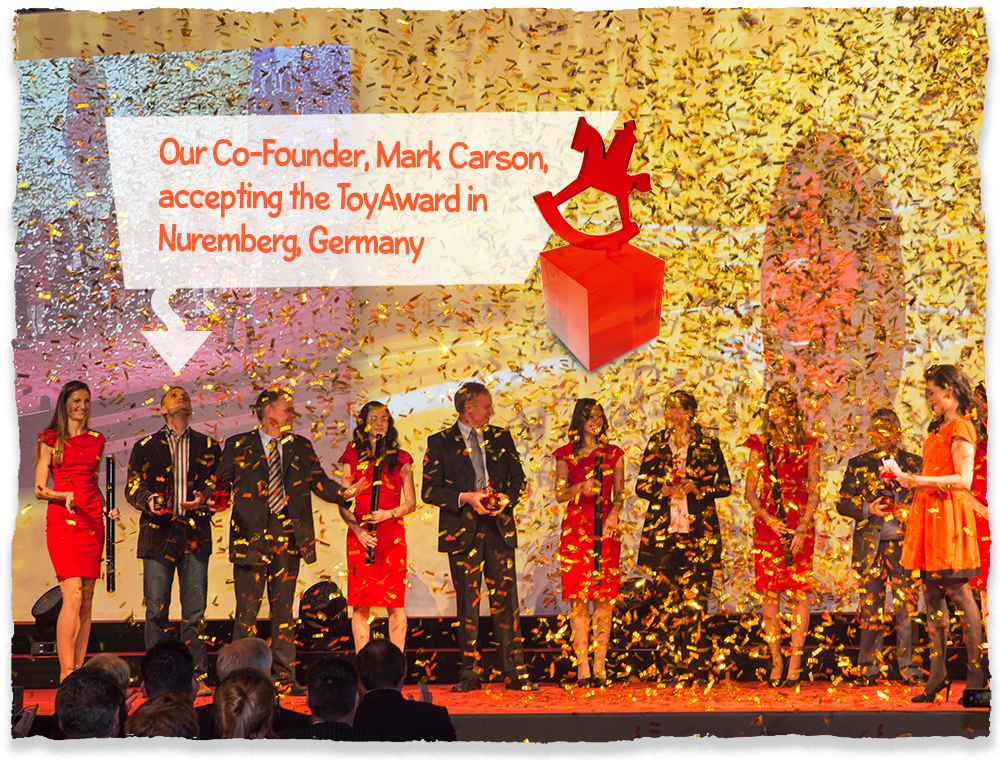 Our Co-Founder, Mark Carson,
accepting the ToyAward in
Nuremberg, Germany